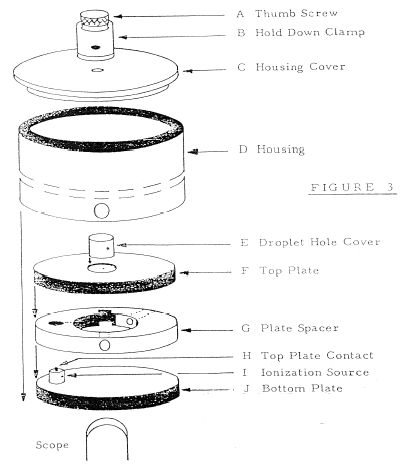 A Thumb Screw
B Hold Down Clamp
C Housing Cover
D Housing
FIGURE 3
E Droplet Hole Cover
F Top Plate
G Plate Spacer
H Top Plate Contact
I Ionization Source
J Bottom Plate
Scope